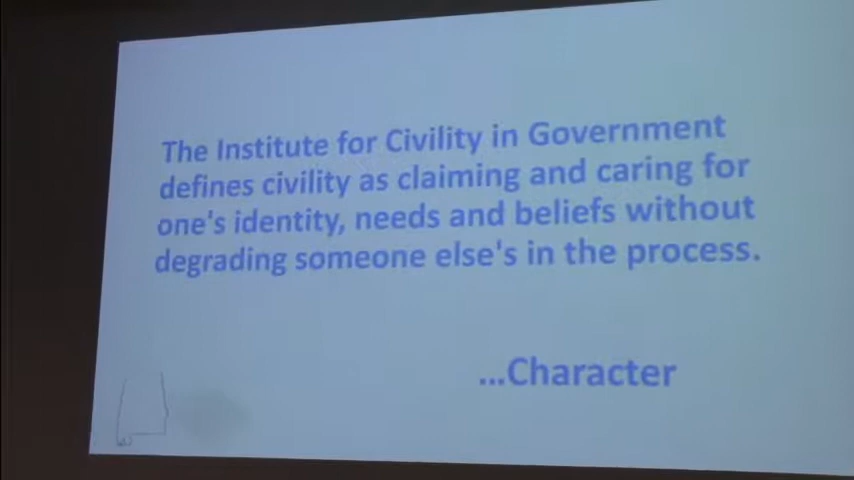 The Institute for Civility in Government
defines civility as claiming and caring for
one's identity, needs and beliefs without
degrading someone else's in the process.
...Character